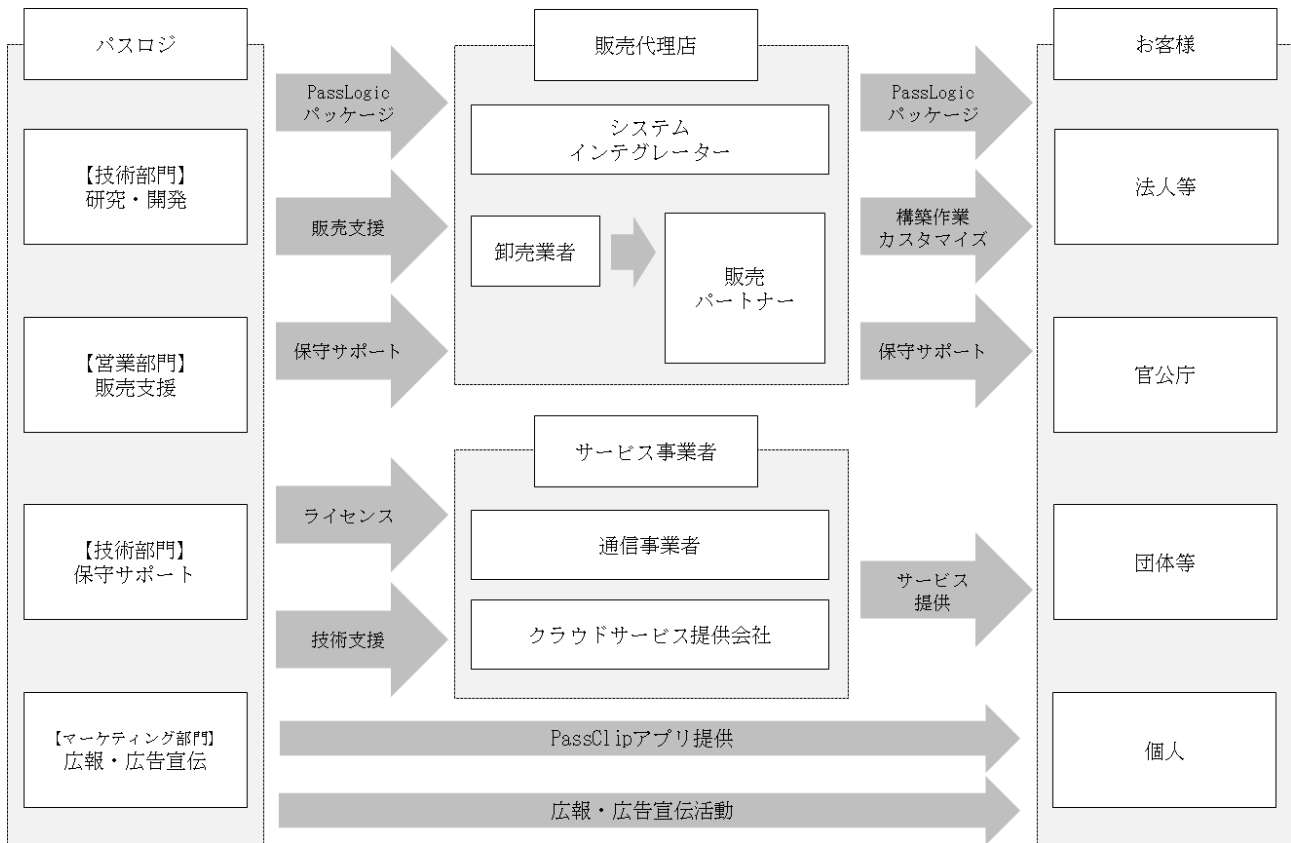 パスロジ
【技術部門】
研究・開発
【営業部門】
販売支援
【技術部門】
保守サポート
【マーケティング部門】
広報・広告宣伝
PassLogic
パッケージ
販売支援
保守サポート
ライセンス
技術支援
販売代理店
システム
インテグレーター
卸売業者
販売
パートナー
サービス事業者
通信事業者
クラウドサービス提供会社
PassLogic
パッケージ
構築作業
カスタマイズ
保守サポート
サービス
提供
PassClipアプリ提供
広報・広告宣伝活動
お客様
法人等
官公庁
団体等
個人